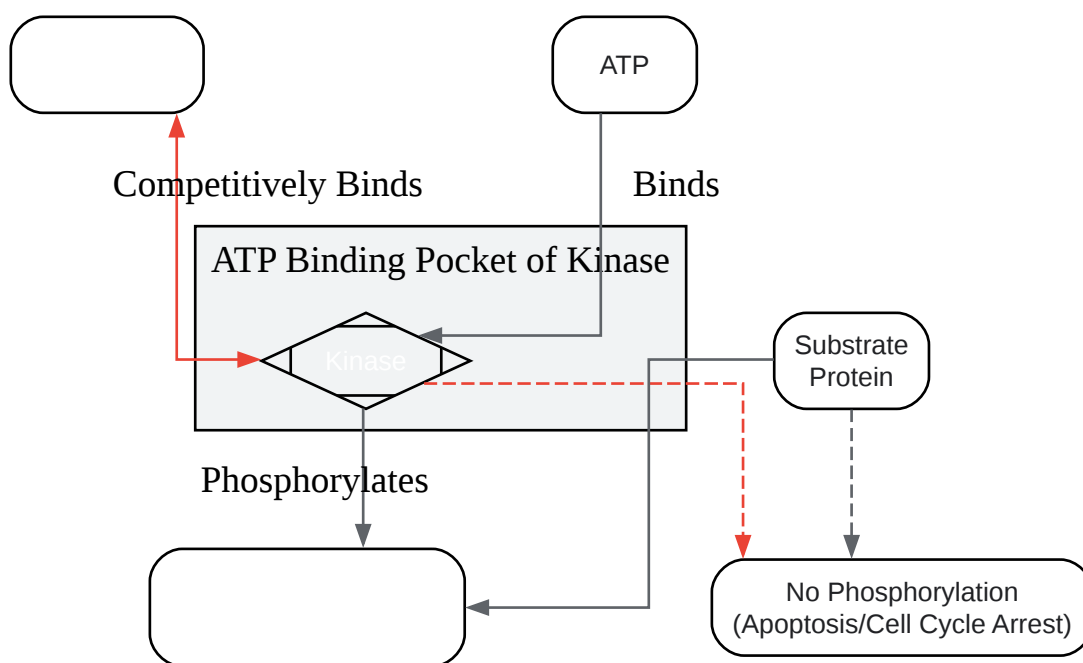 ATP
Competitively Binds
Binds
ATP Binding Pocket of Kinase
Kinase
Substrate
Protein
Phosphorylates
No Phosphorylation
(Apoptosis/Cell Cycle Arrest)